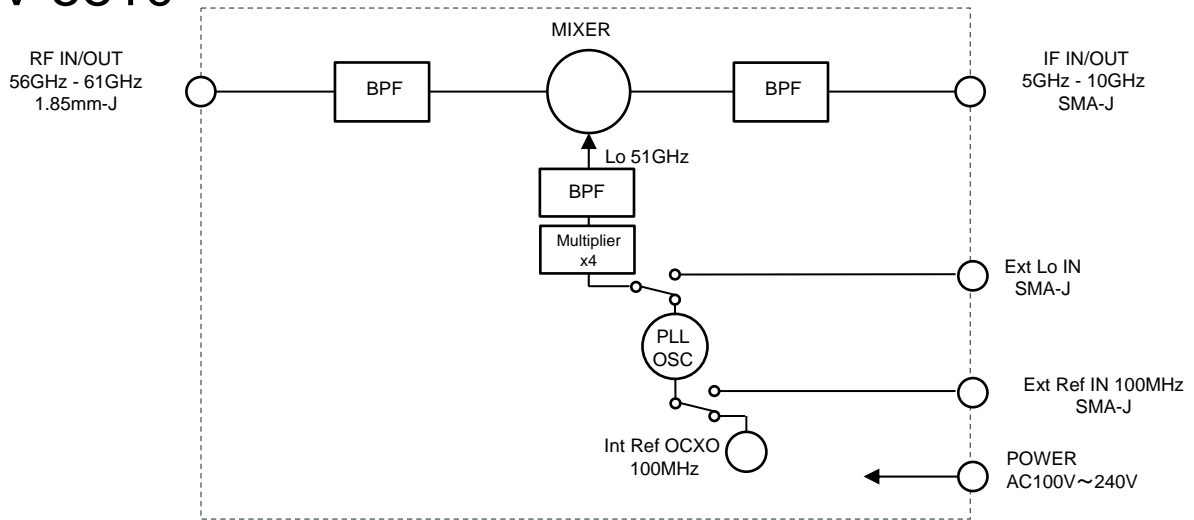 MIXER
RF IN/OUT
56GHz - 61GHz
1.85mm-J
BPF
BPF
IF IN/OUT
5GHz - 10GHz
SMA-J
Lo 51GHz
BPF
Multiplier
x4
Ext Lo IN
SMA-J
PLL
OSC
Ext Ref IN 100MHz
SMA-J
Int Ref OCXO
100MHz
POWER
AC100V～240V